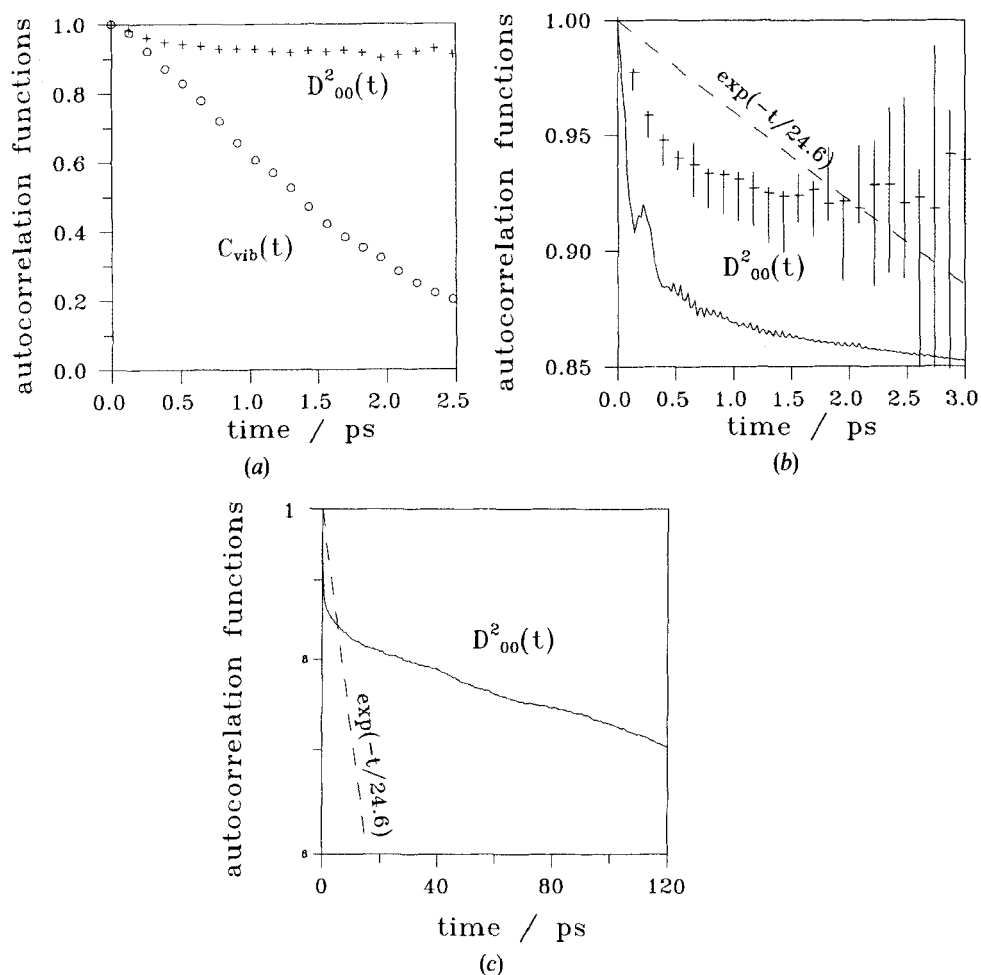 autocorrelation functions
1.0
0.8
0.6
0.4
0.2
0.0
D²₀₀(t)
C_vib(t)
0.0 0.5 1.0 1.5 2.0 2.5
time / ps
(a)
autocorrelation functions
1.00
0.95
0.90
0.85
exp(-t/24.6)
D²₀₀(t)
0.0 0.5 1.0 1.5 2.0 2.5 3.0
time / ps
(b)
autocorrelation functions
1
8
6
D²₀₀(t)
exp(-t/24.6)
0 40 80 120
time / ps
(c)